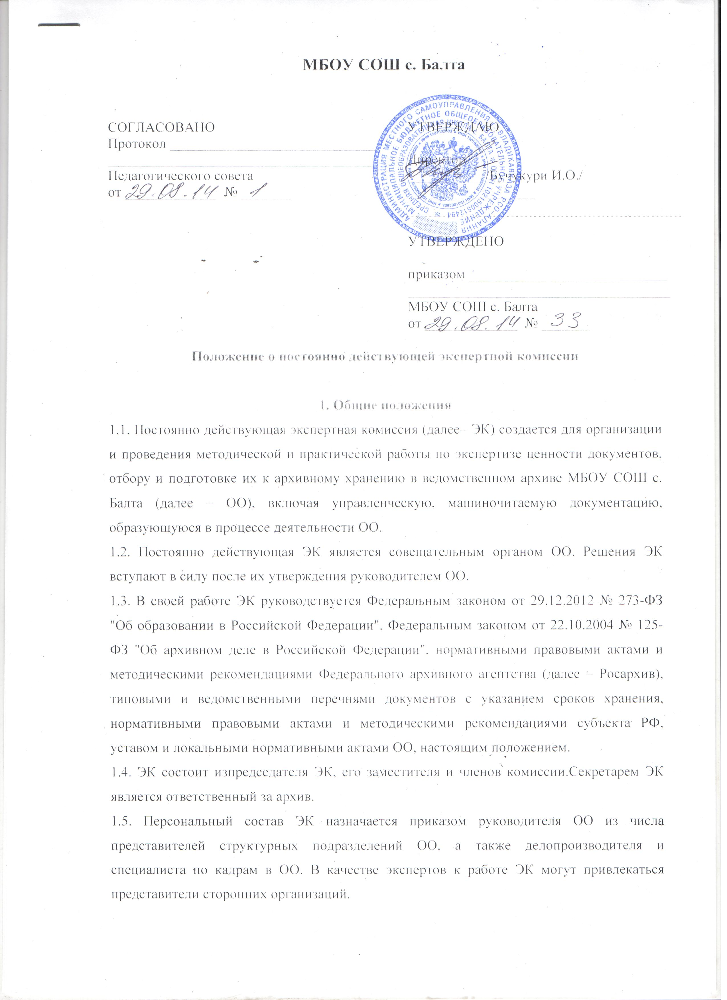 МБОУ СОШ с. Балта
СОГЛАСОВАНО
Протокол
Педагогического совета
от 29.08.14 № 1
УТВЕРЖДАЮ
Директор
/Бучукури И.О./
АДМИНИСТРАЦИЯ МЕСТНОГО САМОУПРАВЛЕНИЯ Г. ВЛАДИКАВКАЗА РСО-АЛАНИЯ
МУНИЦИПАЛЬНОЕ БЮДЖЕТНОЕ ОБЩЕОБРАЗОВАТЕЛЬНОЕ УЧРЕЖДЕНИЕ
СРЕДНЯЯ ОБЩЕОБРАЗОВАТЕЛЬНАЯ ШКОЛА С. БАЛТА * ОГРН 1021500512494 *
ИНН 1501002603 * ИНН 1501002603 * ИНН 1501002603
УТВЕРЖДЕНО
приказом
МБОУ СОШ с. Балта
от 29.08.14 № 33
Положение о постоянно действующей экспертной комиссии
1. Общие положения
1.1. Постоянно действующая экспертная комиссия (далее – ЭК) создается для организации
и проведения методической и практической работы по экспертизе ценности документов,
отбору и подготовке их к архивному хранению в ведомственном архиве МБОУ СОШ с.
Балта (далее – ОО), включая управленческую, машиночитаемую документацию,
образующуюся в процессе деятельности ОО.
1.2. Постоянно действующая ЭК является совещательным органом ОО. Решения ЭК
вступают в силу после их утверждения руководителем ОО.
1.3. В своей работе ЭК руководствуется Федеральным законом от 29.12.2012 № 273-ФЗ
"Об образовании в Российской Федерации", Федеральным законом от 22.10.2004 № 125-
ФЗ "Об архивном деле в Российской Федерации", нормативными правовыми актами и
методическими рекомендациями Федерального архивного агентства (далее – Росархив),
типовыми и ведомственными перечнями документов с указанием сроков хранения,
нормативными правовыми актами и методическими рекомендациями субъекта РФ,
уставом и локальными нормативными актами ОО, настоящим положением.
1.4. ЭК состоит изпредседателя ЭК, его заместителя и членов комиссии.Секретарем ЭК
является ответственный за архив.
1.5. Персональный состав ЭК назначается приказом руководителя ОО из числа
представителей структурных подразделений ОО, а также делопроизводителя и
специалиста по кадрам в ОО. В качестве экспертов к работе ЭК могут привлекаться
представители сторонних организаций.